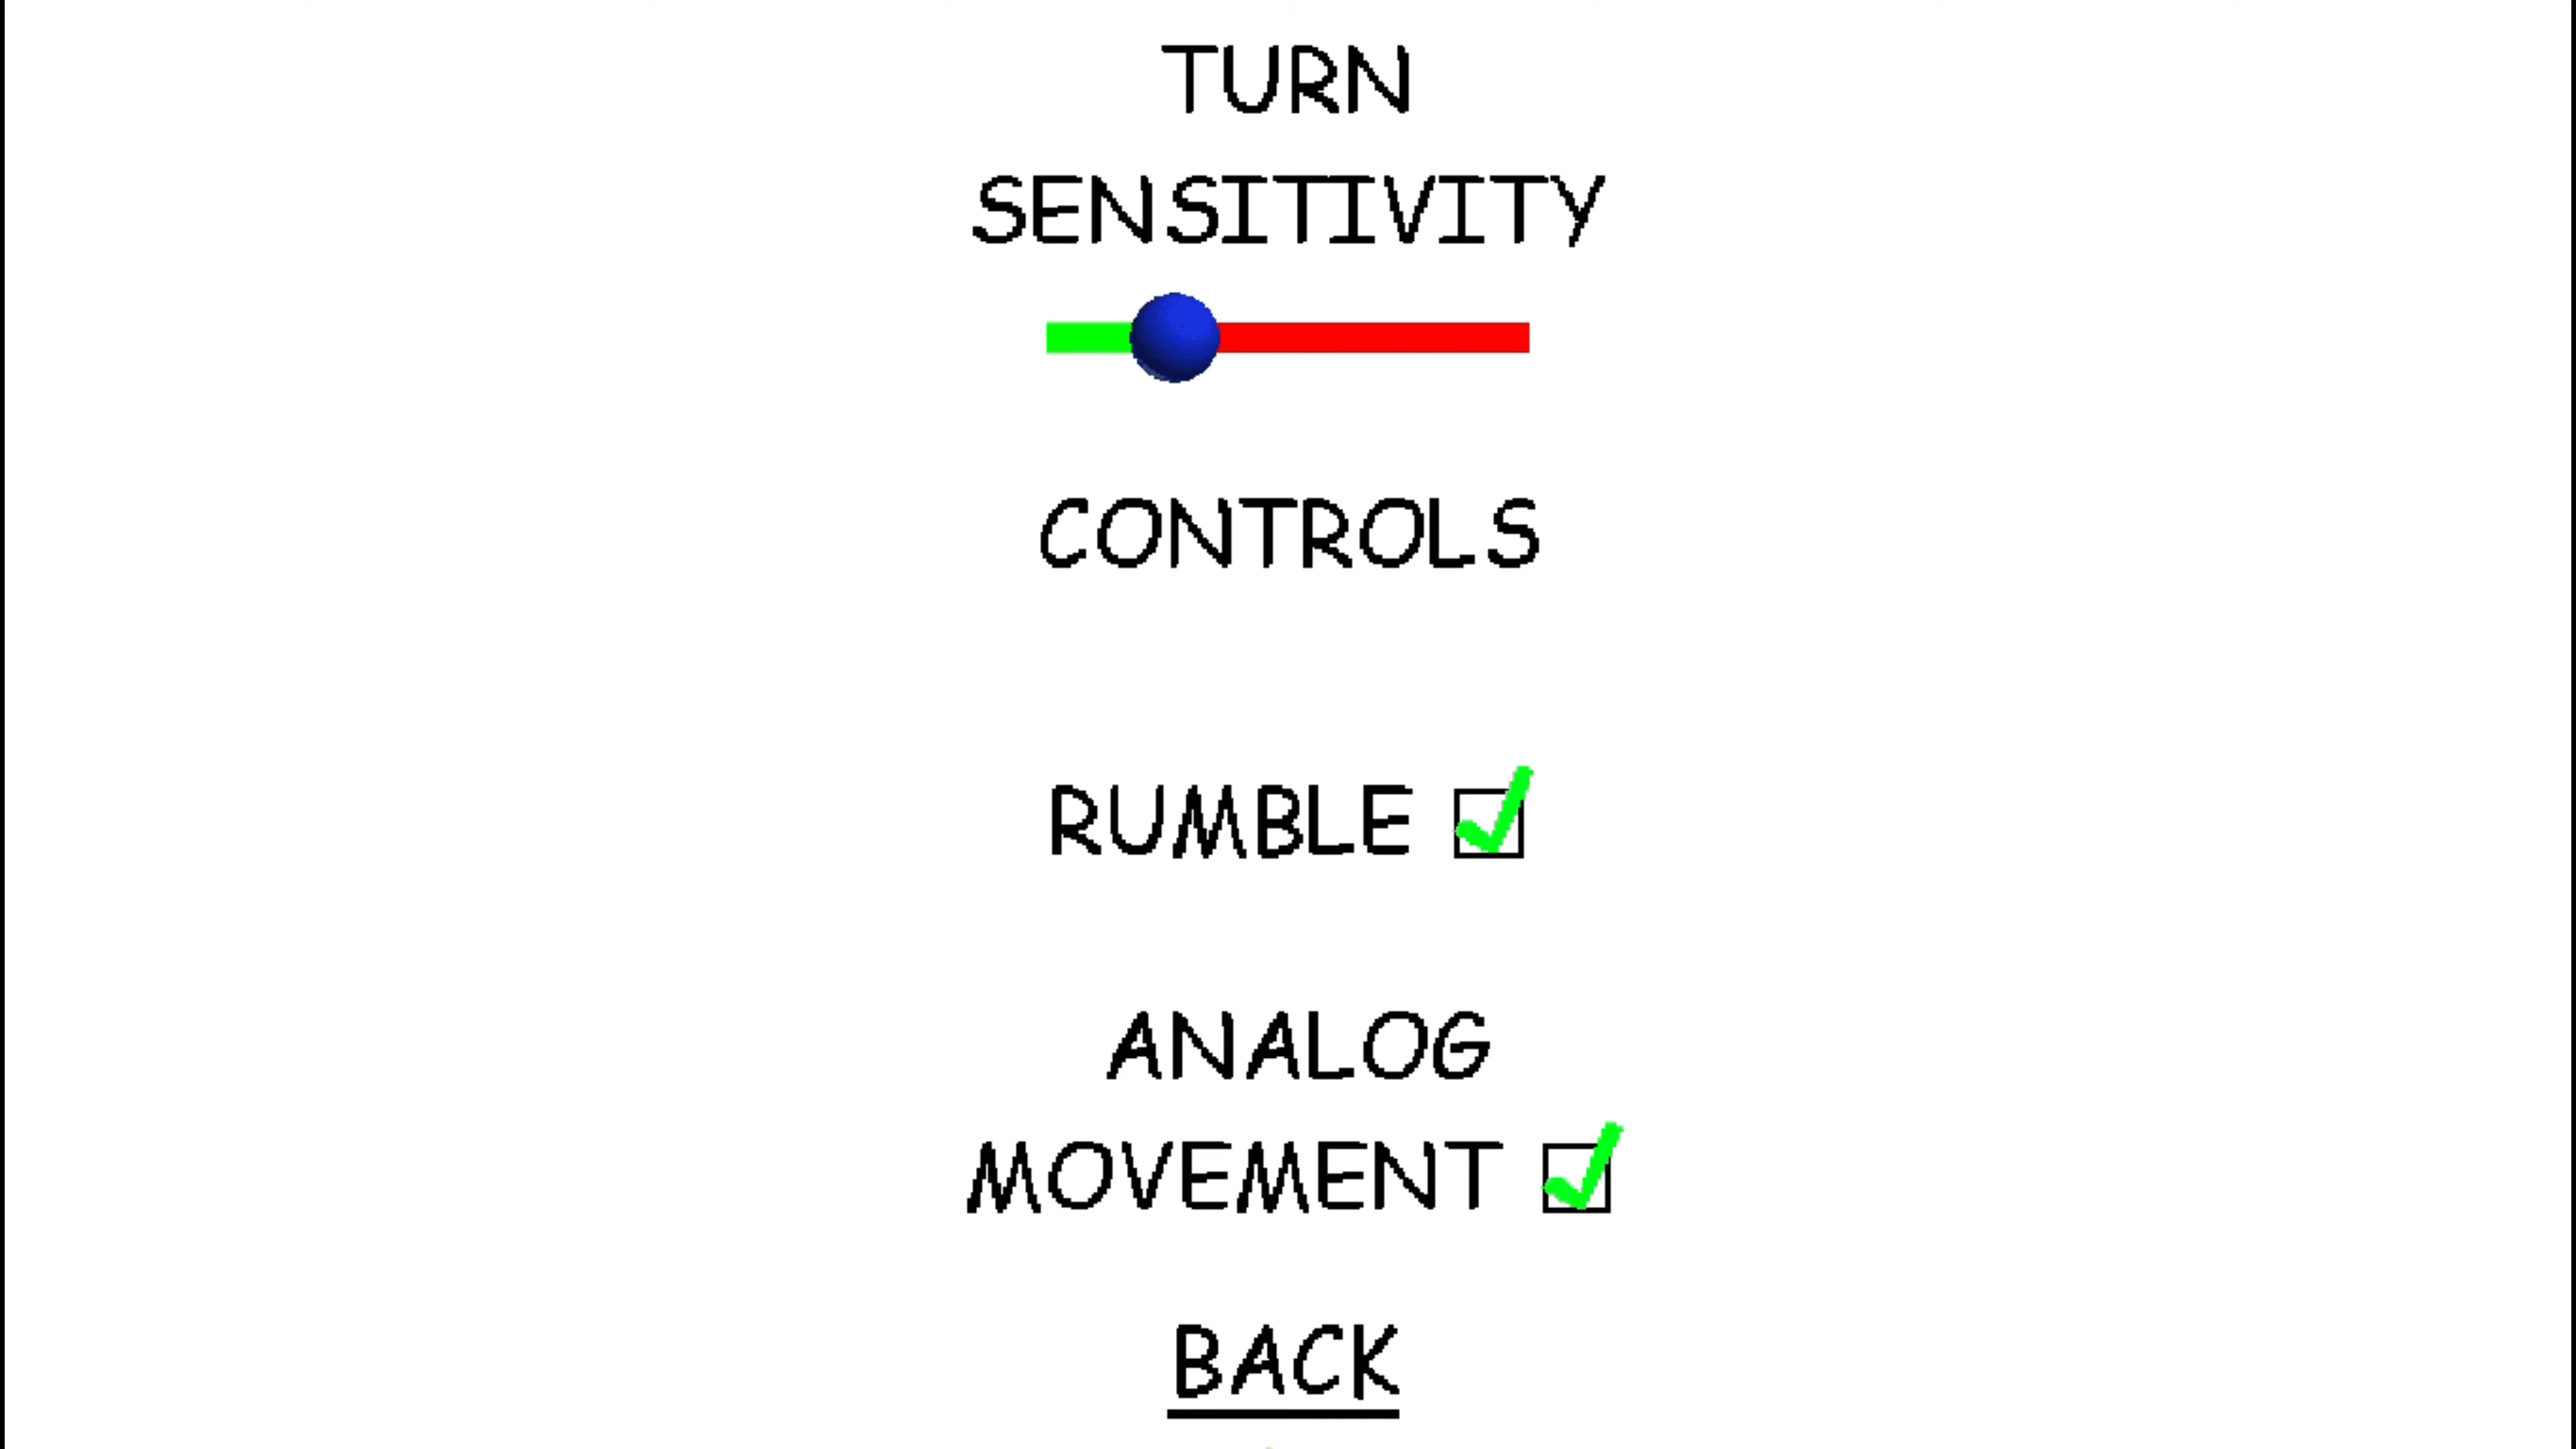 TURN
SENSITIVITY
CONTROLS
RUMBLE
ANALOG
MOVEMENT
BACK